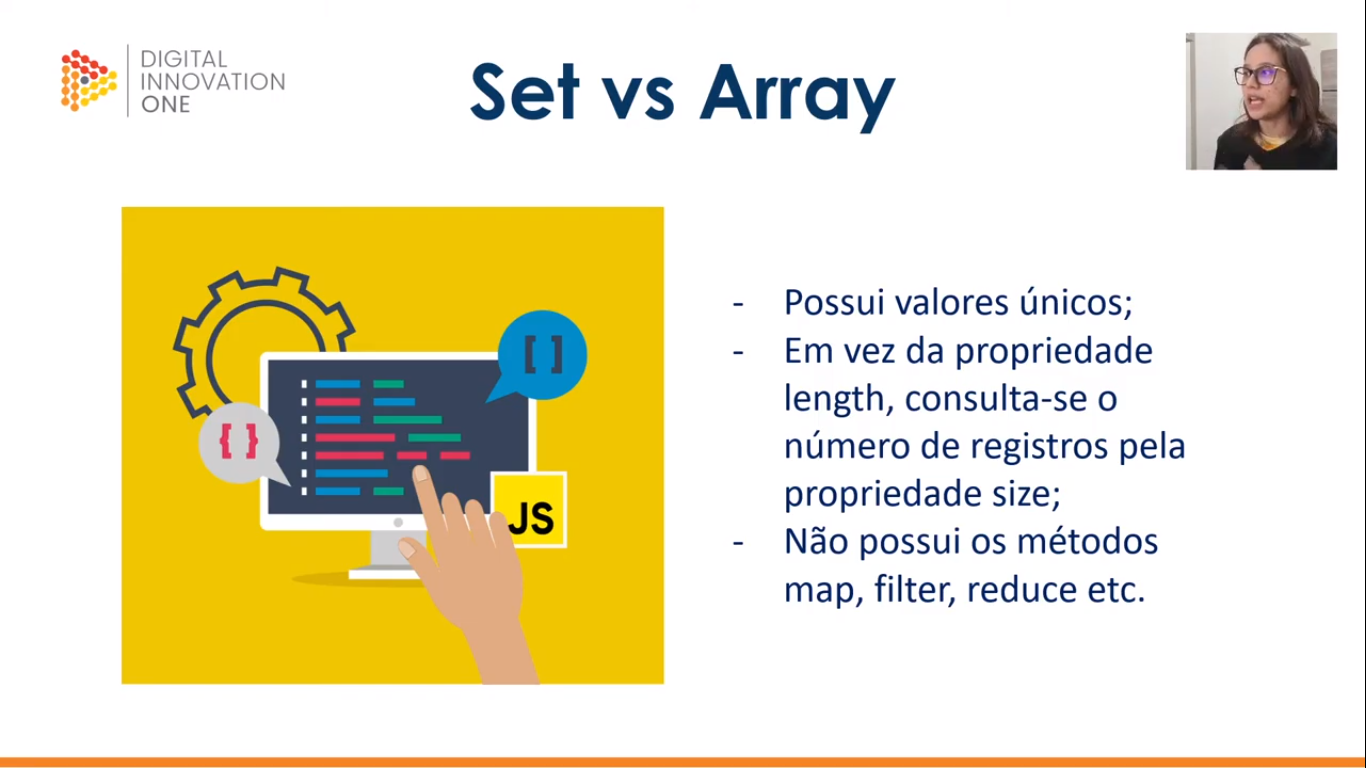 DIGITAL
INNOVATION
ONE
Set vs Array
{ }
[ ]
JS
- Possui valores únicos;
- Em vez da propriedade
length, consulta-se o
número de registros pela
propriedade size;
- Não possui os métodos
map, filter, reduce etc.